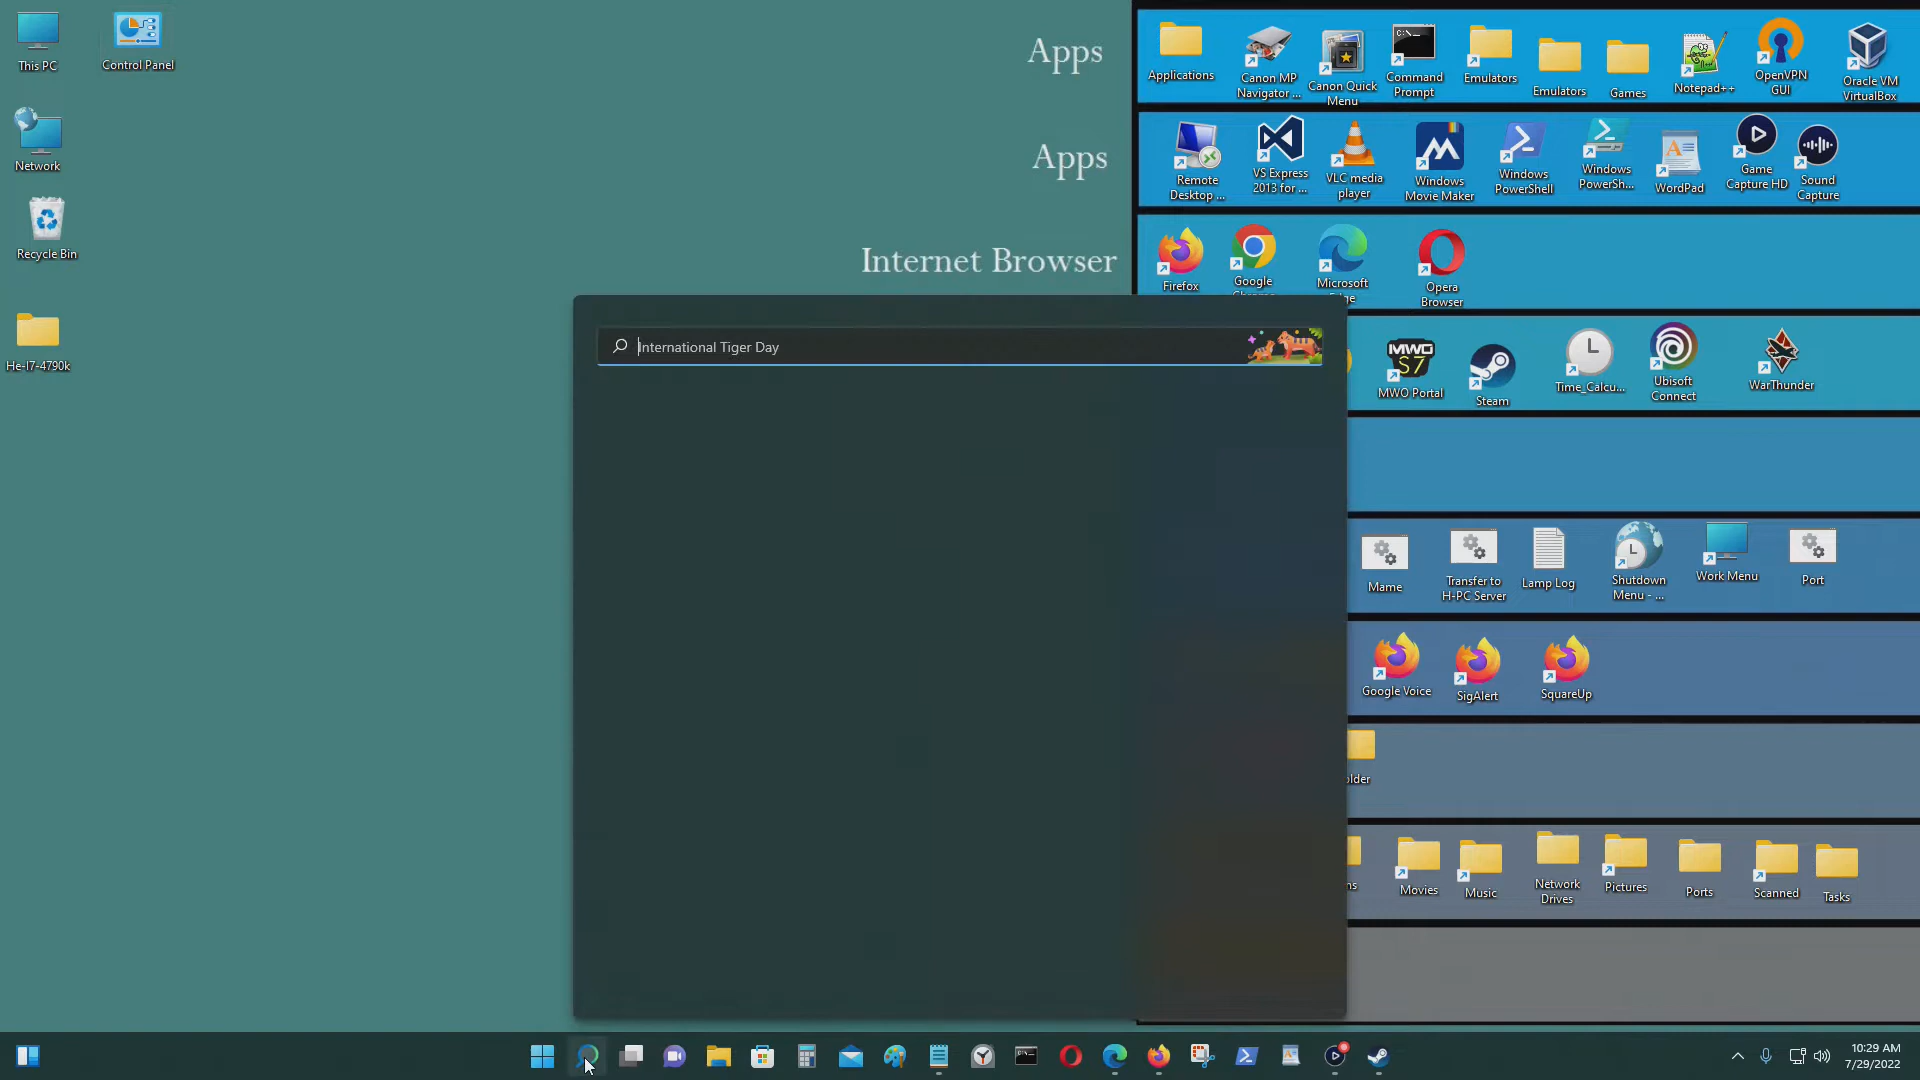 This PC
Control Panel
Network
Recycle Bin
He-I7-4790k
Apps
Apps
Internet Browser
Applications
Canon MP
Navigator ...
Canon Quick
Menu
Command
Prompt
Emulators
Emulators
Games
Notepad++
OpenVPN
GUI
Oracle VM
VirtualBox
Remote
Desktop ...
VS Express
2013 for ...
VLC media
player
Windows
Movie Maker
Windows
PowerShell
Windows
PowerSh...
WordPad
Game
Capture HD
Sound
Capture
Firefox
Google
Microsoft
Opera
Browser
International Tiger Day
MWO
S7
MWO Portal
Steam
Time_Calcu...
Ubisoft
Connect
WarThunder
Mame
Transfer to
H-PC Server
Lamp Log
Shutdown
Menu - ...
Work Menu
Port
Google Voice
SigAlert
SquareUp
older
ns
Movies
Music
Network
Drives
Pictures
Ports
Scanned
Tasks
10:29 AM
7/29/2022